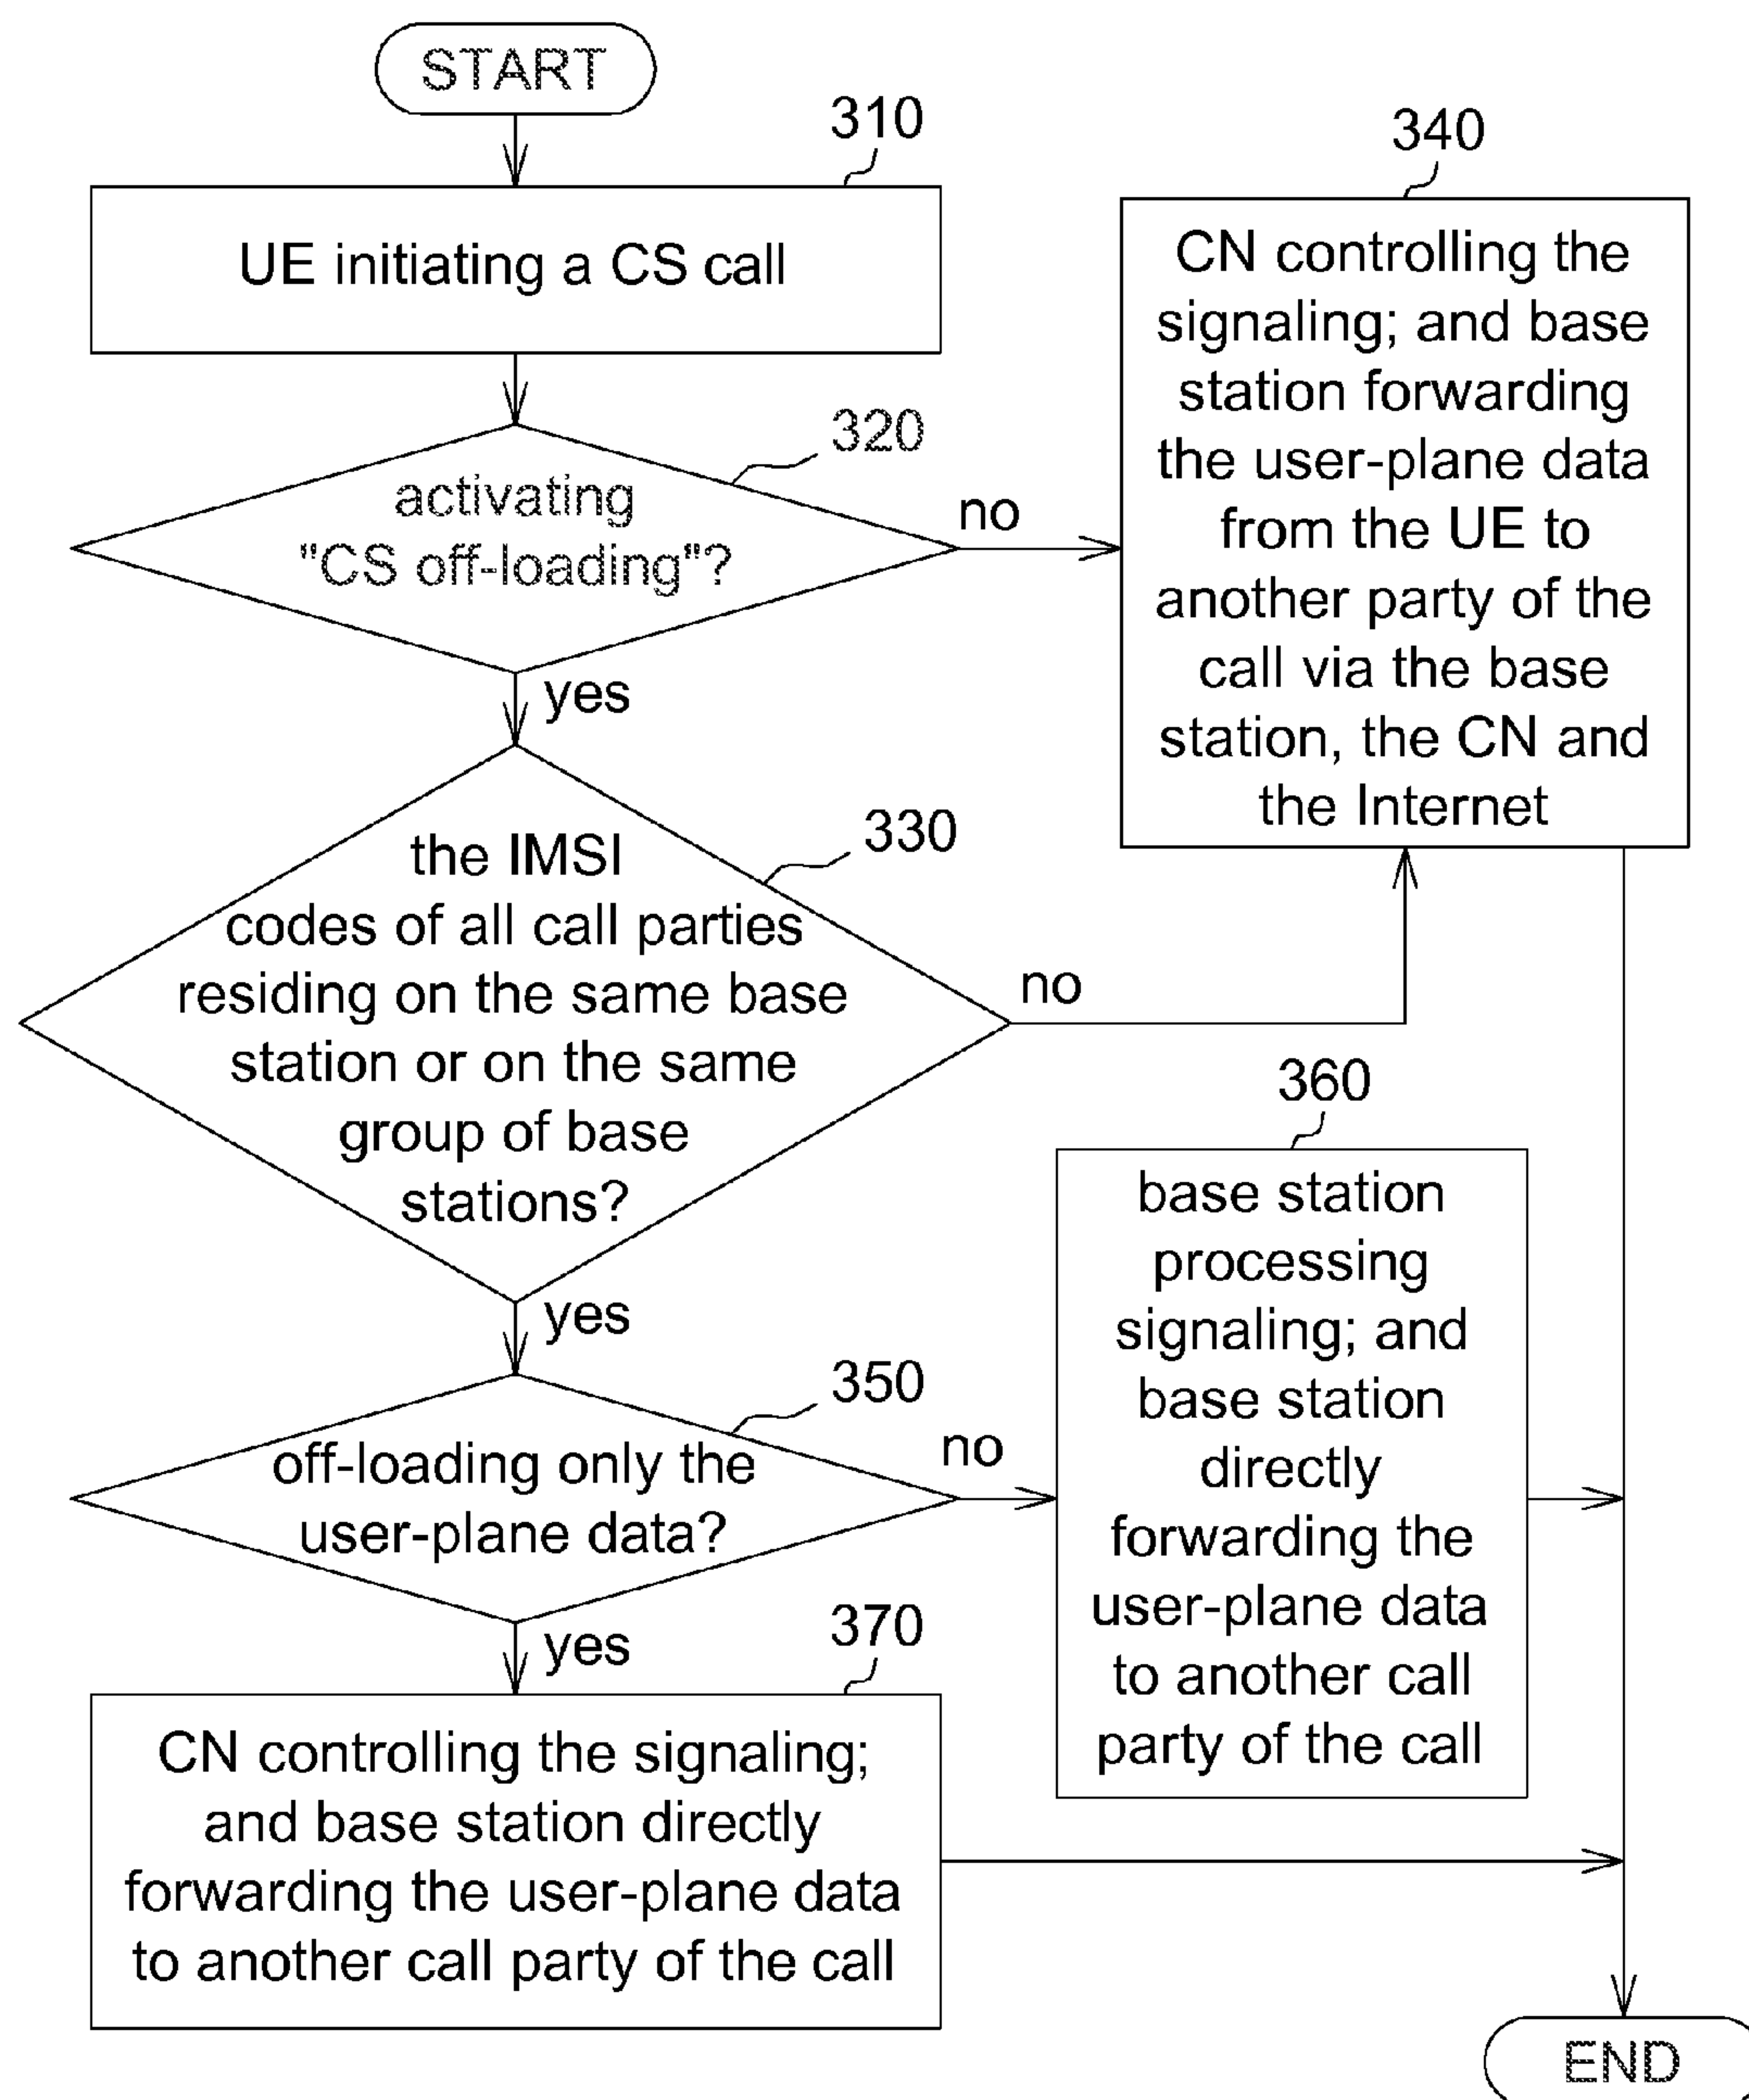 START
310
UE initiating a CS call
320
activating
"CS off-loading"?
no
yes
340
CN controlling the
signaling; and base
station forwarding
the user-plane data
from the UE to
another party of the
call via the base
station, the CN and
the Internet
330
the IMSI
codes of all call parties
residing on the same base
station or on the same
group of base
stations?
no
yes
350
off-loading only the
user-plane data?
no
yes
360
base station
processing
signaling; and
base station
directly
forwarding the
user-plane data
to another call
party of the call
370
CN controlling the signaling;
and base station directly
forwarding the user-plane data
to another call party of the call
END